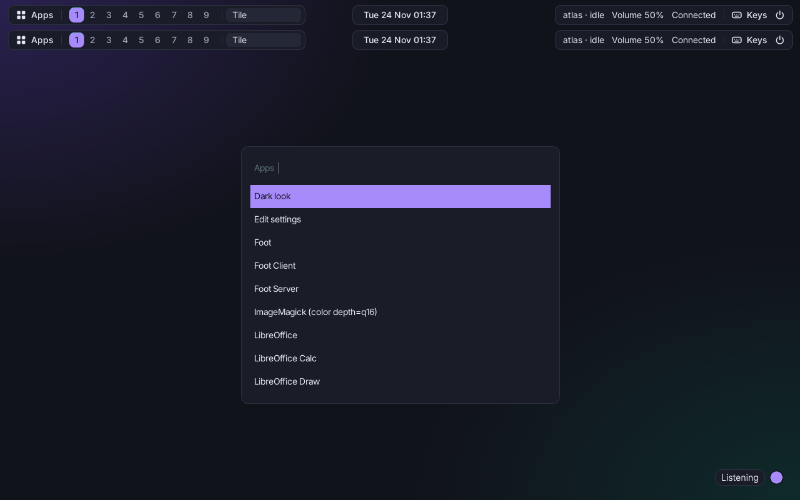 Apps 1 2 3 4 5 6 7 8 9 Tile Tue 24 Nov 01:37 atlas · idle Volume 50% Connected Keys
Apps 1 2 3 4 5 6 7 8 9 Tile Tue 24 Nov 01:37 atlas · idle Volume 50% Connected Keys
Apps
Dark look
Edit settings
Foot
Foot Client
Foot Server
ImageMagick (color depth=q16)
LibreOffice
LibreOffice Calc
LibreOffice Draw
Listening